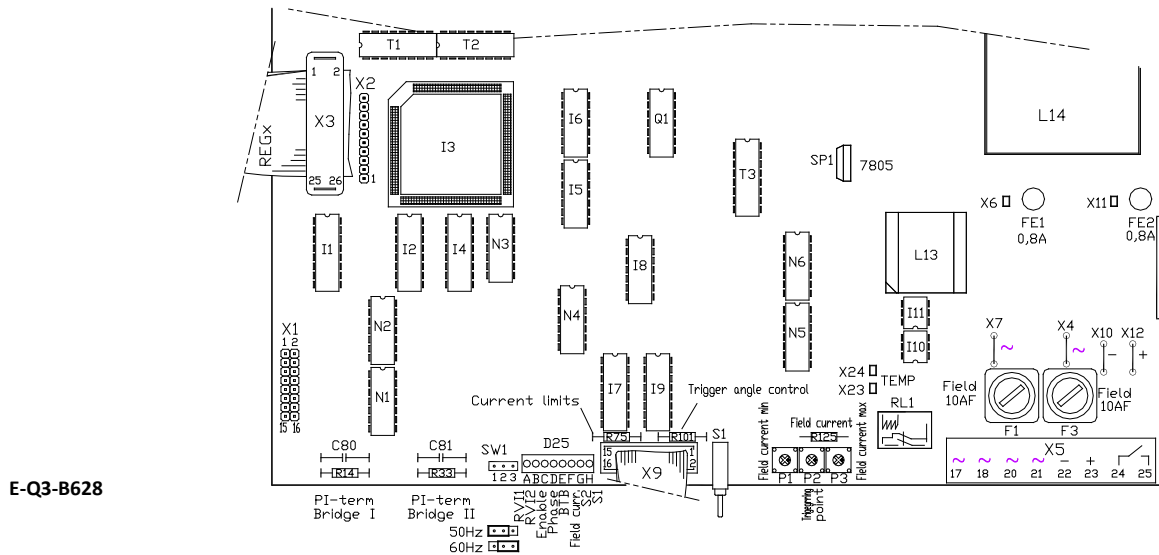 T1 T2
1 2
X2
X3
REGx
25 26
1
I3
I6
Q1
I5
T3
SP1
7805
L14
X6
FE1
0,8A
X11
FE2
0,8A
I1
I2
I4
N3
I8
N6
L13
N2
N4
N5
I11
I10
X1
1 2
15 16
N1
X7
~
X4
~
X10
–
X12
+
X24
X23
TEMP
Field
10AF
F1
Field
10AF
F3
RL1
I7
I9
Current limits
Trigger angle control
R75
R101
S1
Field current min
Field current
R125
Field current max
P1 P2 P3
Triggering
point
C80
R14
PI-term
Bridge I
C81
R33
PI-term
Bridge II
SW1
1 2 3
D25
ABCDEFGH
RVI1
RVI2
Enable
Phase
BTB
Field curr.
S2
S1
15
16
1
2
X9
X5
~ ~ ~ ~ – +
17 18 20 21 22 23 24 25
50Hz
60Hz
E-Q3-B628